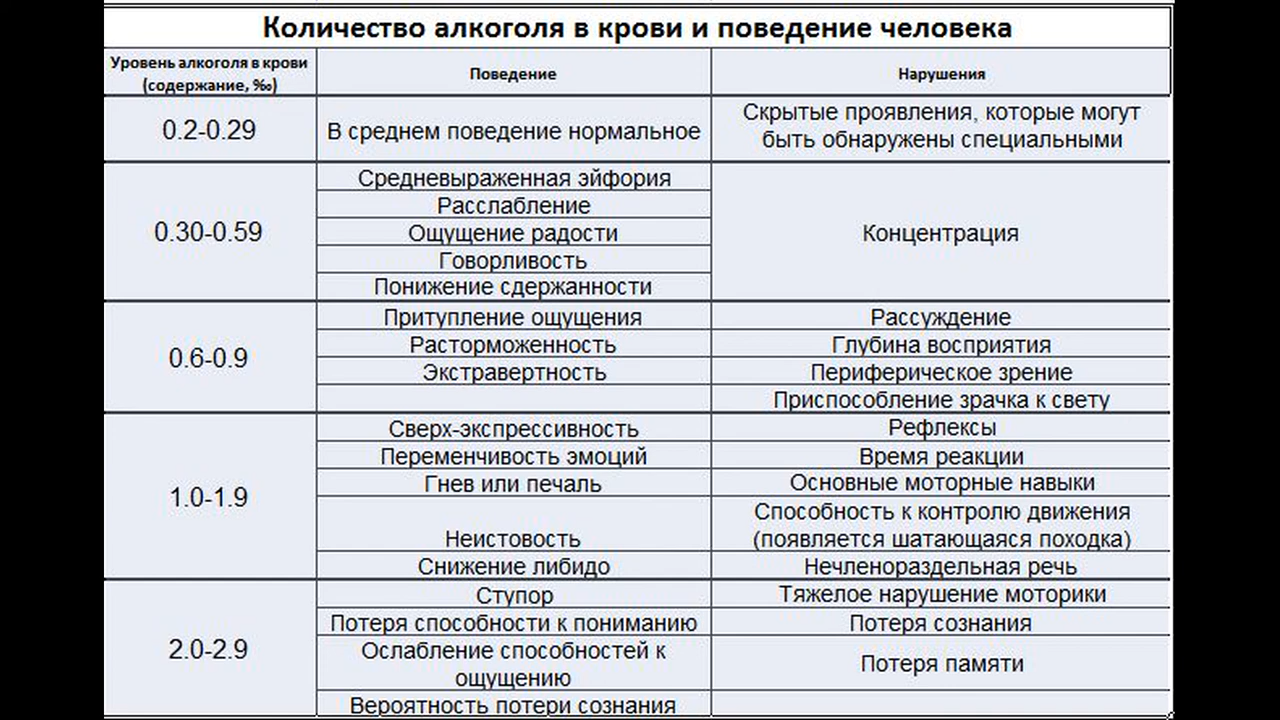 Количество алкоголя в крови и поведение человека
Уровень алкоголя в крови
(содержание, ‰)
Поведение
Нарушения
0.2-0.29
В среднем поведение нормальное
Скрытые проявления, которые могут
быть обнаружены специальными
0.30-0.59
Средневыраженная эйфория
Расслабление
Ощущение радости
Говорливость
Понижение сдержанности
Концентрация
0.6-0.9
Притупление ощущения
Рассуждение
Расторможенность
Глубина восприятия
Экстравертность
Периферическое зрение
Приспособление зрачка к свету
1.0-1.9
Сверх-экспрессивность
Рефлексы
Переменчивость эмоций
Время реакции
Гнев или печаль
Основные моторные навыки
Неистовость
Способность к контролю движения
(появляется шатающаяся походка)
Снижение либидо
Нечленораздельная речь
2.0-2.9
Ступор
Тяжелое нарушение моторики
Потеря способности к пониманию
Потеря сознания
Ослабление способностей к
ощущению
Потеря памяти
Вероятность потери сознания